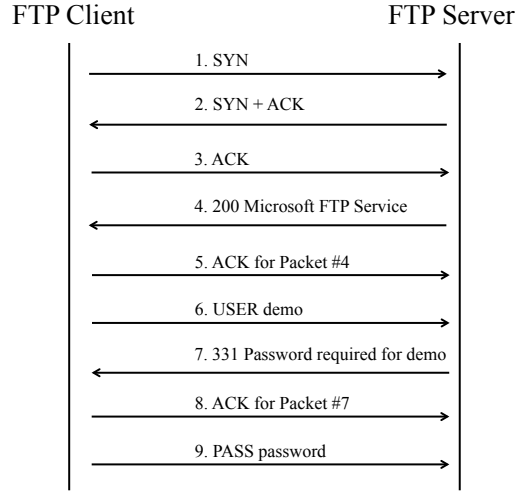 FTP Client
FTP Server
1. SYN
2. SYN + ACK
3. ACK
4. 200 Microsoft FTP Service
5. ACK for Packet #4
6. USER demo
7. 331 Password required for demo
8. ACK for Packet #7
9. PASS password